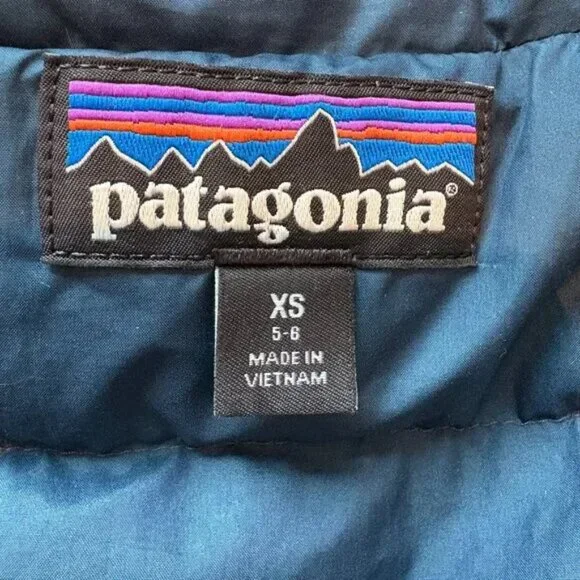 patagonia®
XS
5-6
MADE IN
VIETNAM